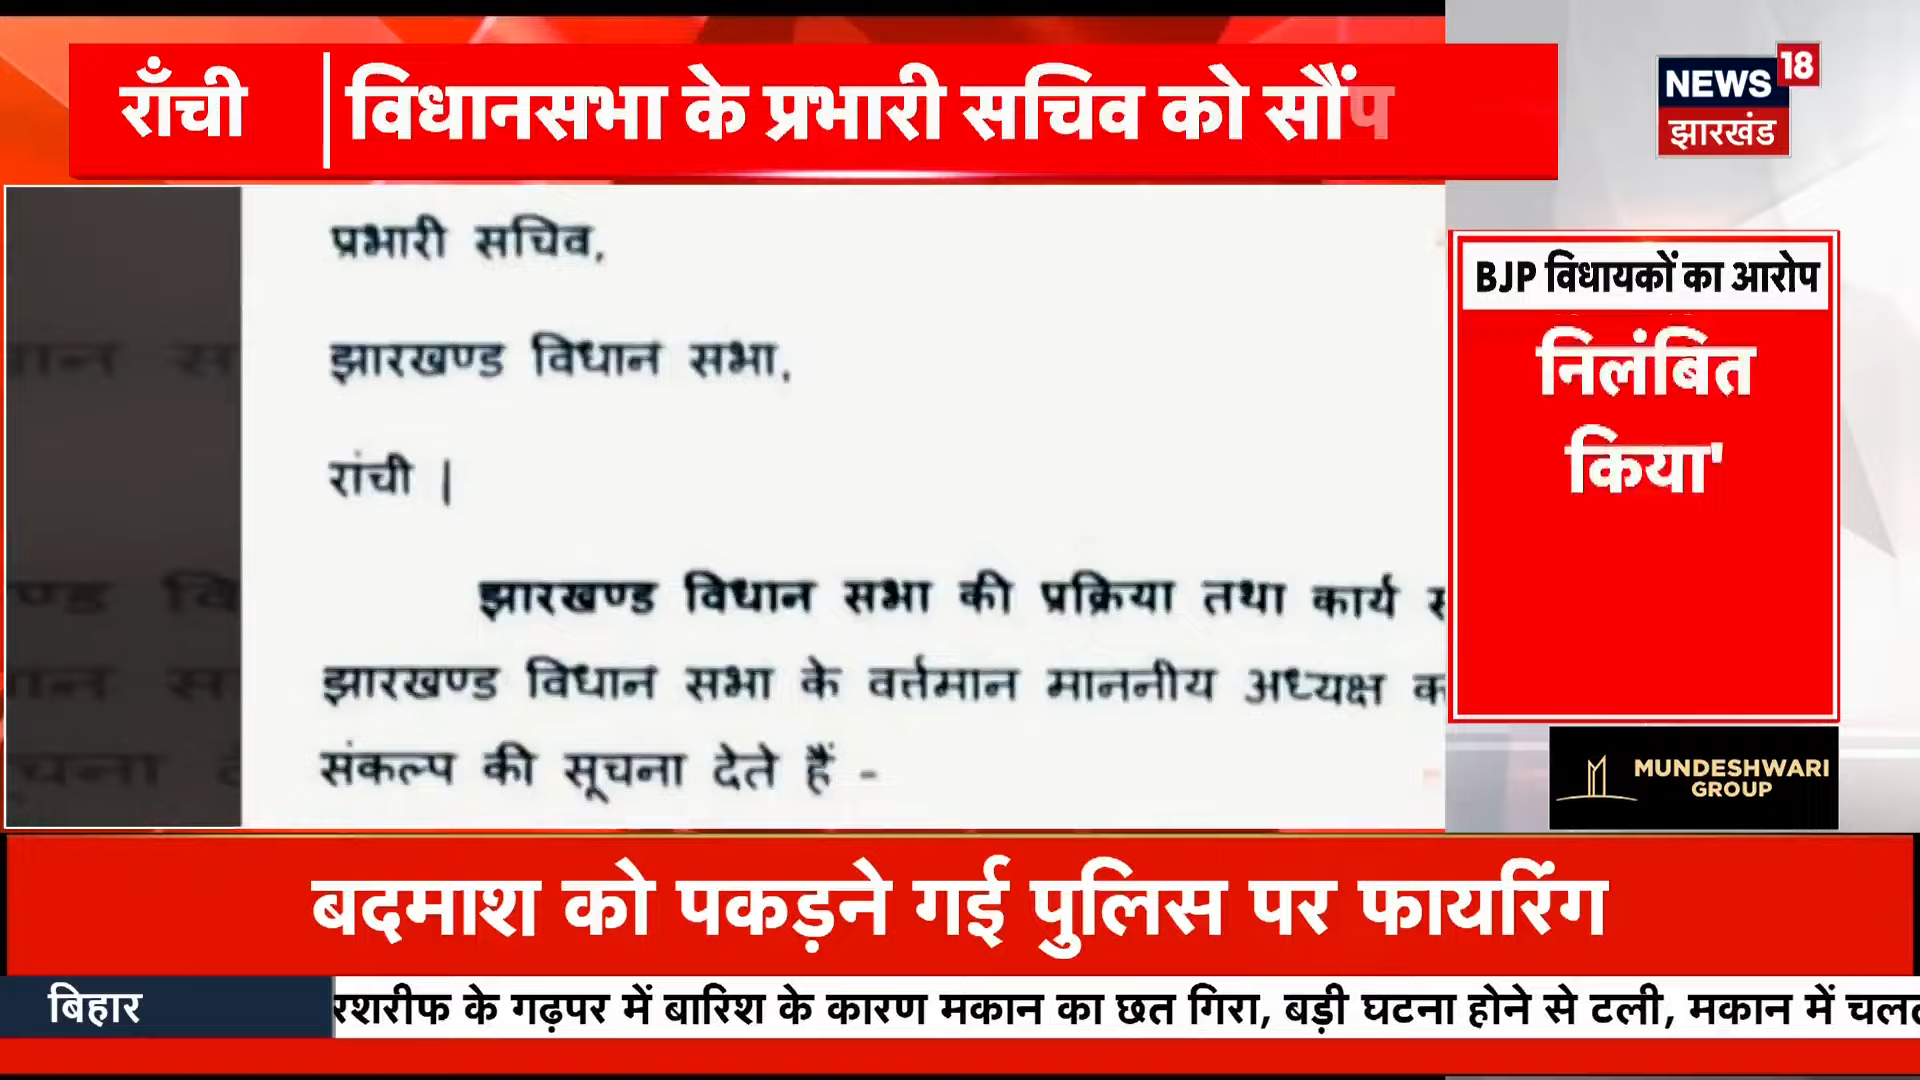 राँची
विधानसभा के प्रभारी सचिव को सौंप
NEWS 18
झारखंड
प्रभारी सचिव,
झारखण्ड विधान सभा,
रांची |
झारखण्ड विधान सभा की प्रक्रिया तथा कार्य
झारखण्ड विधान सभा के वर्तमान माननीय अध्यक्ष
संकल्प की सूचना देते हैं -
BJP विधायकों का आरोप
निलंबित
किया'
MUNDESHWARI
GROUP
बदमाश को पकड़ने गई पुलिस पर फायरिंग
बिहार
रशरीफ के गढ़पर में बारिश के कारण मकान का छत गिरा, बड़ी घटना होने से टली, मकान में